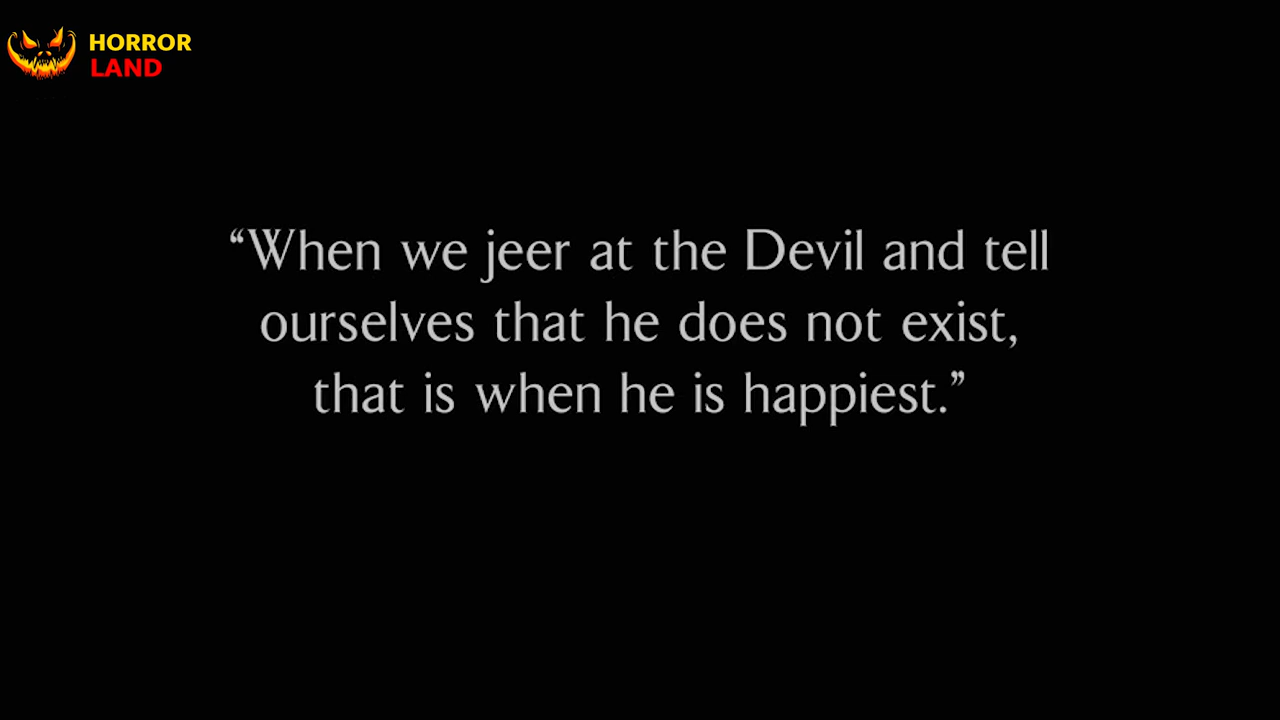 HORROR
LAND
“When we jeer at the Devil and tell
ourselves that he does not exist,
that is when he is happiest.”